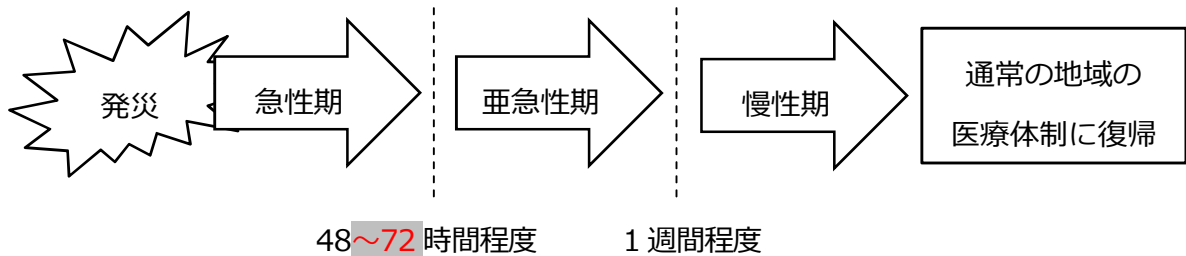 発災
急性期
亜急性期
慢性期
通常の地域の
医療体制に復帰
48~72 時間程度
1 週間程度